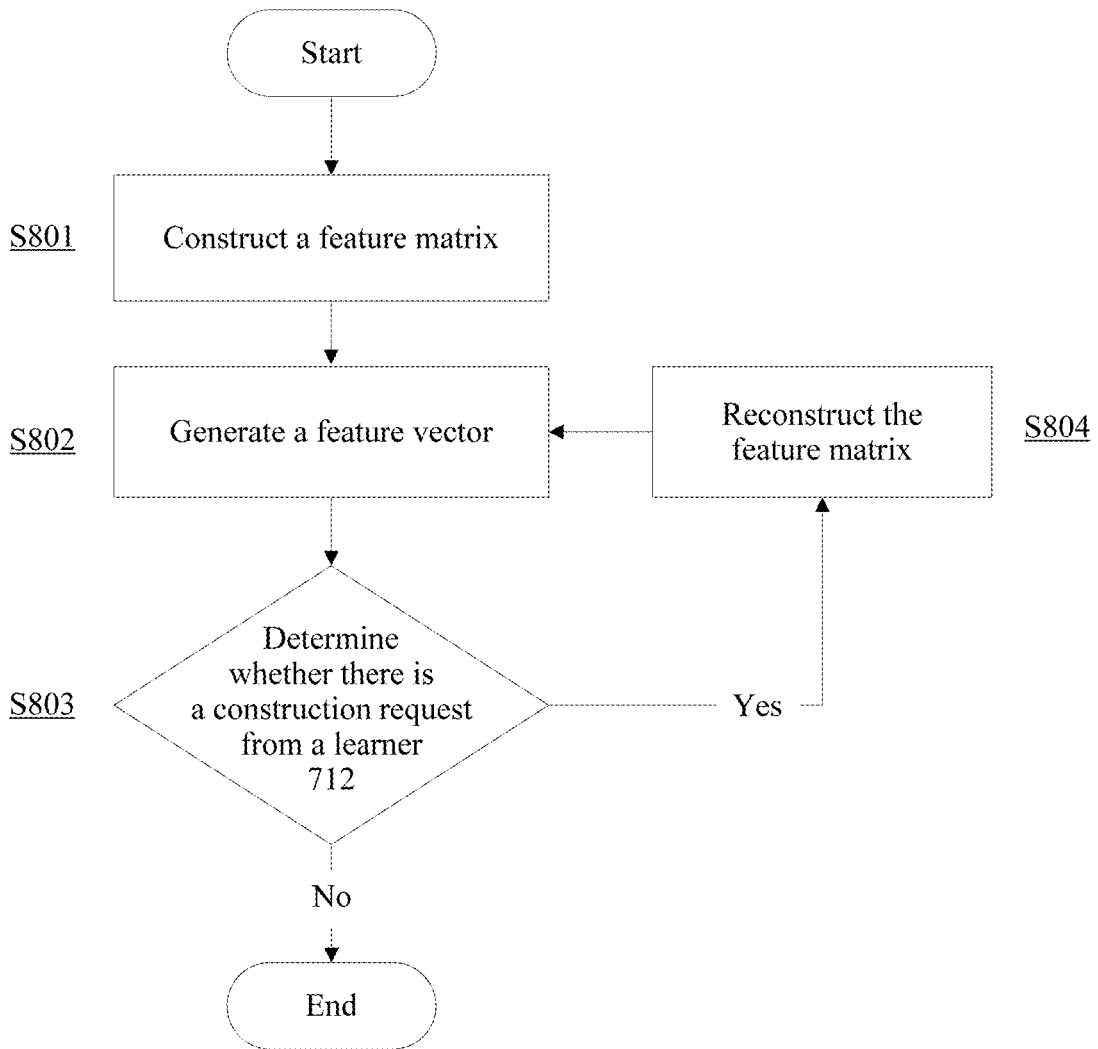 Start
S801
Construct a feature matrix
S802
Generate a feature vector
Reconstruct the
feature matrix
S804
Determine
whether there is
a construction request
from a learner
712
S803
Yes
No
End